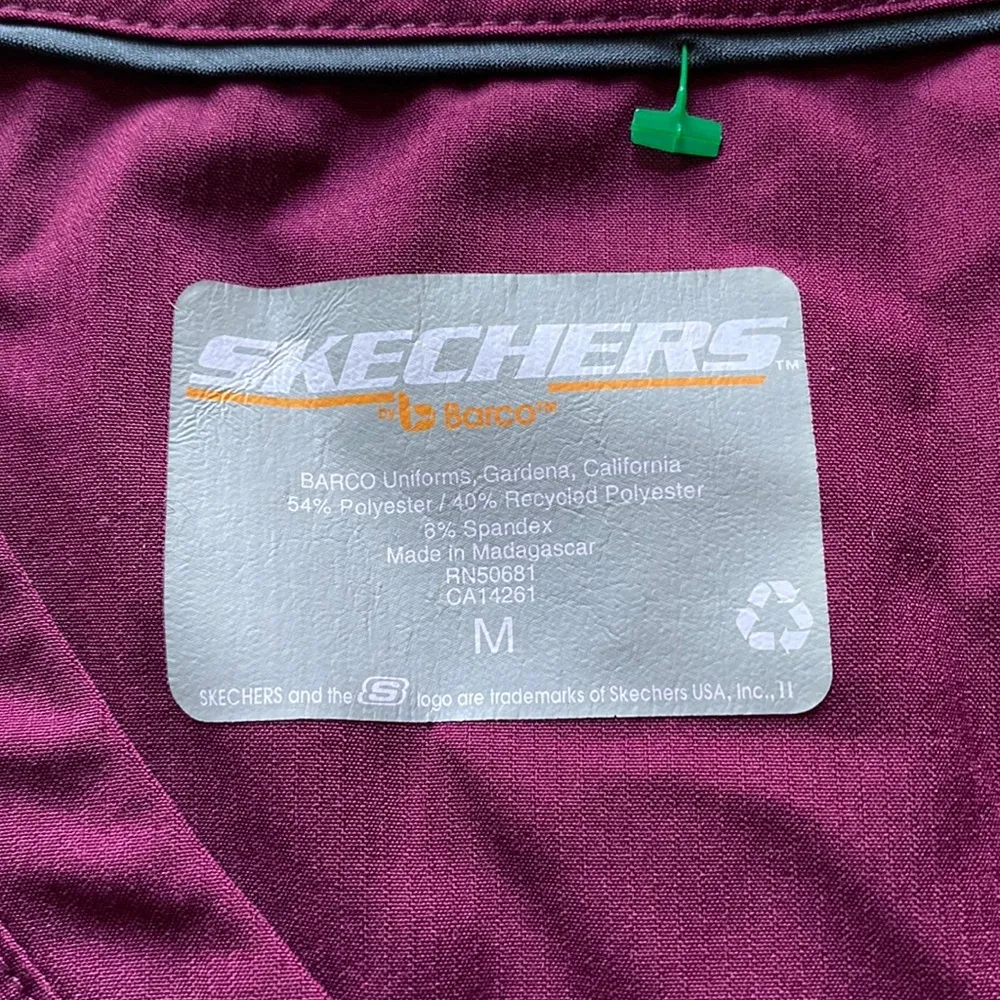 SKECHERS™
by b Barco™
BARCO Uniforms, Gardena, California
54% Polyester / 40% Recycled Polyester
6% Spandex
Made in Madagascar
RN50681
CA14261
M
SKECHERS and the S logo are trademarks of Skechers USA, Inc., II